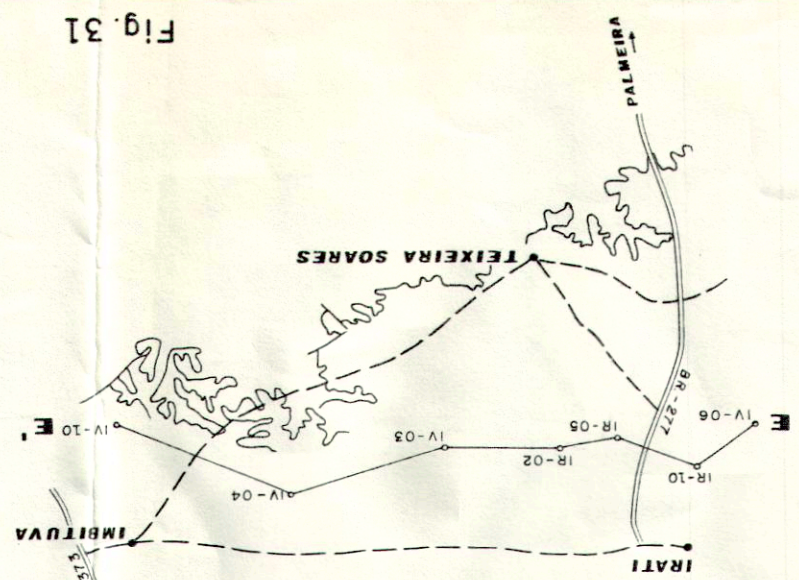 IRATI
373
IMBITUVA
IV-04
IR-10
IR-02
IV-03
IR-05
E
IV-06
IV-10
E'
BR-277
TEIXEIRA SOARES
PALMEIRA
Fig. 31